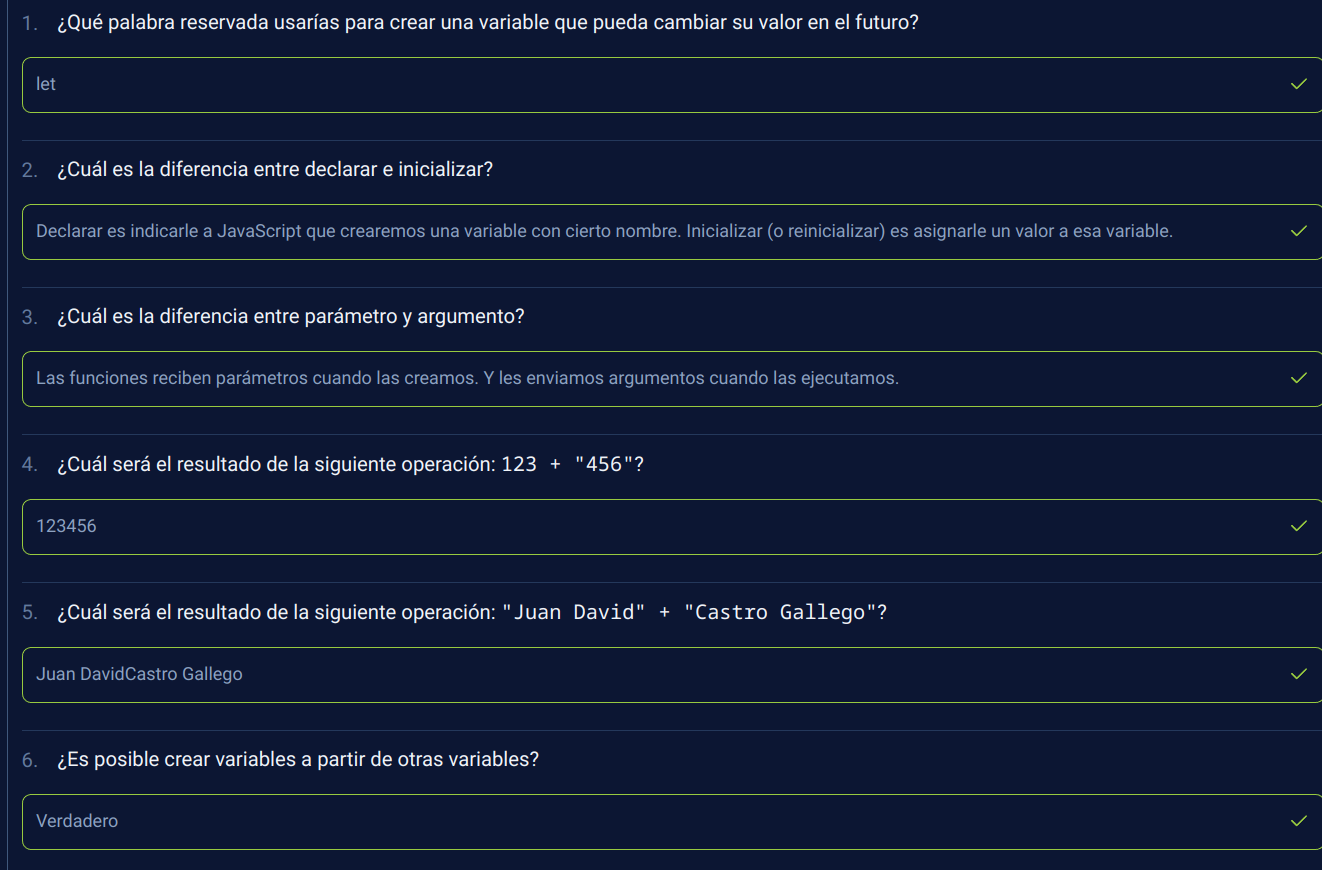 1. ¿Qué palabra reservada usarías para crear una variable que pueda cambiar su valor en el futuro?
let
2. ¿Cuál es la diferencia entre declarar e inicializar?
Declarar es indicarle a JavaScript que crearemos una variable con cierto nombre. Inicializar (o reinicializar) es asignarle un valor a esa variable.
3. ¿Cuál es la diferencia entre parámetro y argumento?
Las funciones reciben parámetros cuando las creamos. Y les enviamos argumentos cuando las ejecutamos.
4. ¿Cuál será el resultado de la siguiente operación: 123 + "456"?
123456
5. ¿Cuál será el resultado de la siguiente operación: "Juan David" + "Castro Gallego"?
Juan DavidCastro Gallego
6. ¿Es posible crear variables a partir de otras variables?
Verdadero